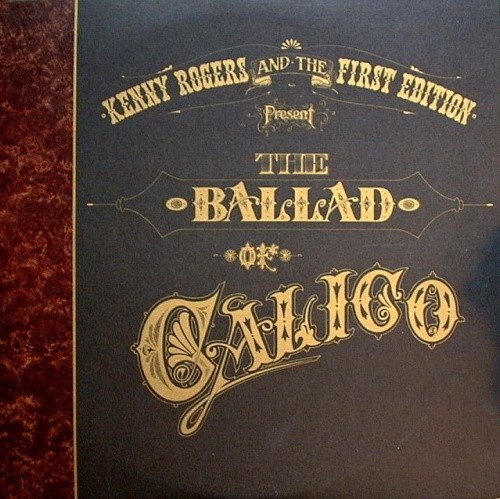 KENNY ROGERS AND · THE FIRST EDITION
Present
THE
BALLAD
OF
CALICO